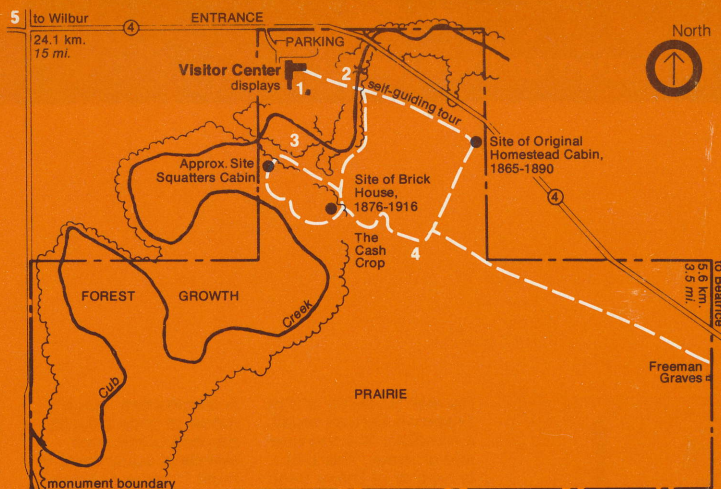 5
to Wilbur
24.1 km.
15 mi.
4
ENTRANCE
PARKING
North
Visitor Center
displays
1.
2
self-guiding tour
3
Approx. Site
Squatters Cabin
Site of Original
Homestead Cabin,
1865-1890
Site of Brick
House,
1876-1916
4
The
Cash
Crop
4
to Beatrice
5.6 km.
3.5 mi.
FOREST GROWTH
Creek
Cub
Freeman
Graves
PRAIRIE
monument boundary